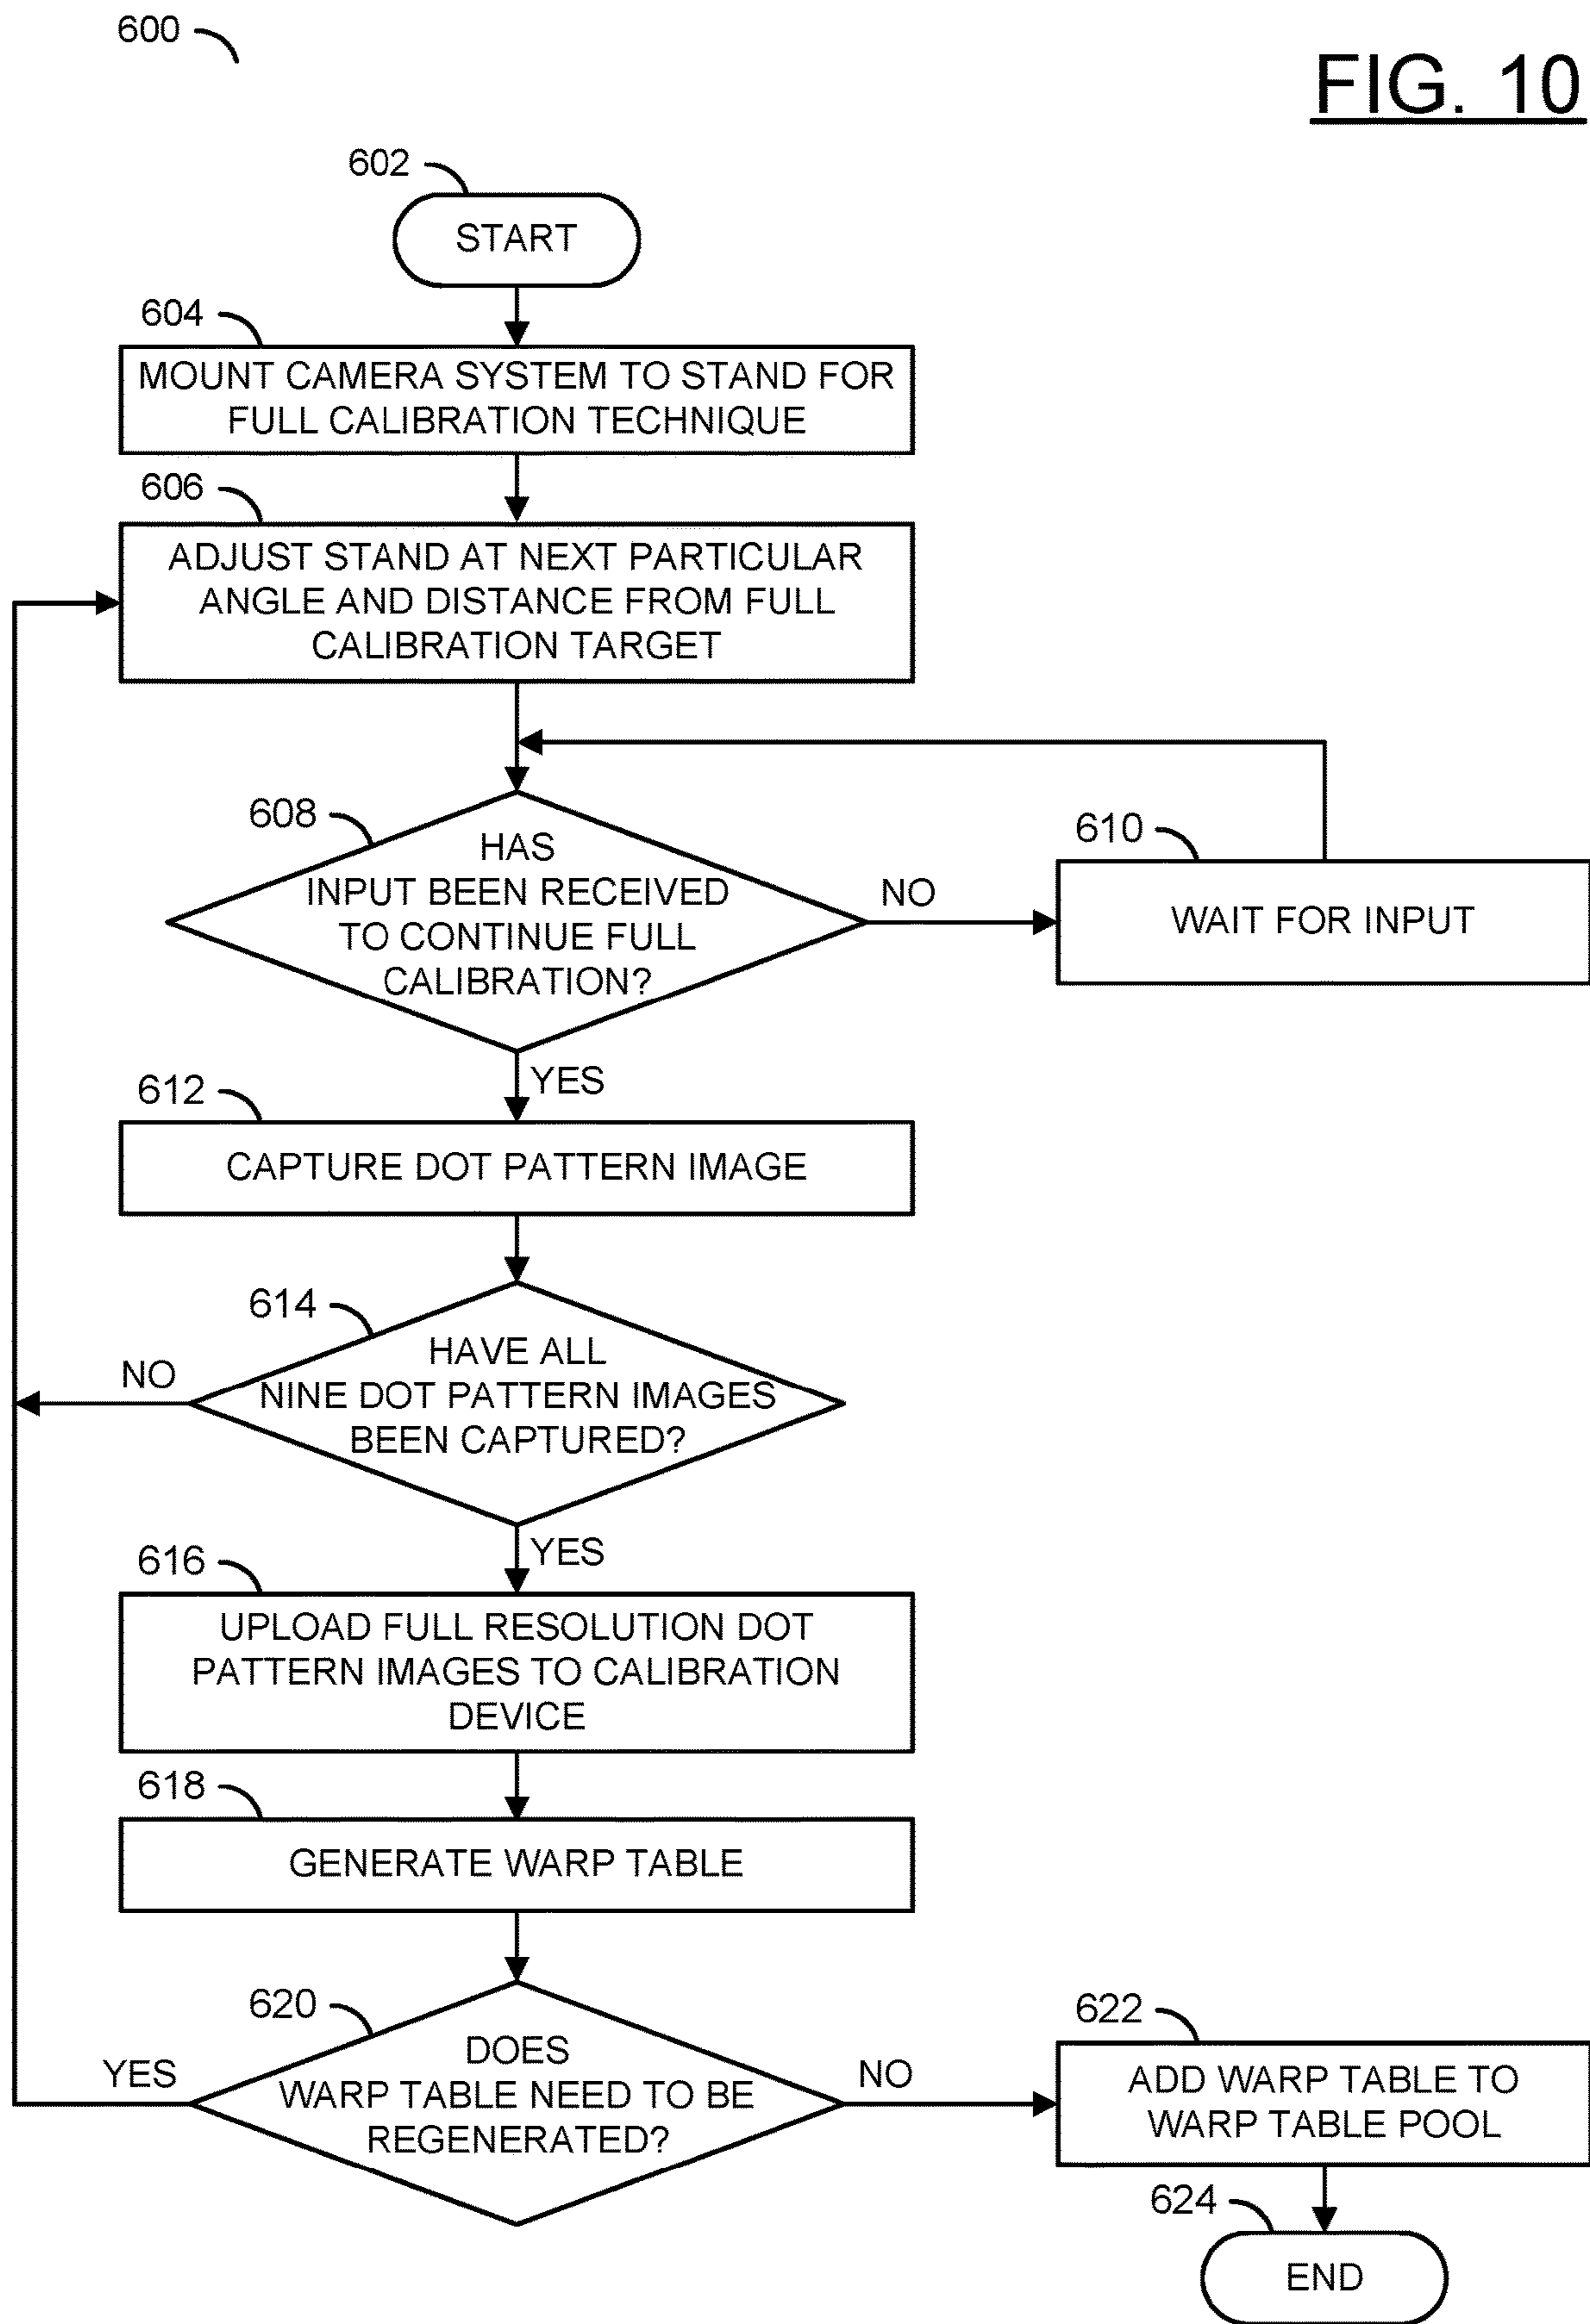 600
FIG. 10
602
START
604
MOUNT CAMERA SYSTEM TO STAND FOR
FULL CALIBRATION TECHNIQUE
606
ADJUST STAND AT NEXT PARTICULAR
ANGLE AND DISTANCE FROM FULL
CALIBRATION TARGET
608
HAS
INPUT BEEN RECEIVED
TO CONTINUE FULL
CALIBRATION?
NO
610
WAIT FOR INPUT
YES
612
CAPTURE DOT PATTERN IMAGE
614
HAVE ALL
NINE DOT PATTERN IMAGES
BEEN CAPTURED?
NO
YES
616
UPLOAD FULL RESOLUTION DOT
PATTERN IMAGES TO CALIBRATION
DEVICE
618
GENERATE WARP TABLE
620
DOES
WARP TABLE NEED TO BE
REGENERATED?
YES
NO
622
ADD WARP TABLE TO
WARP TABLE POOL
624
END